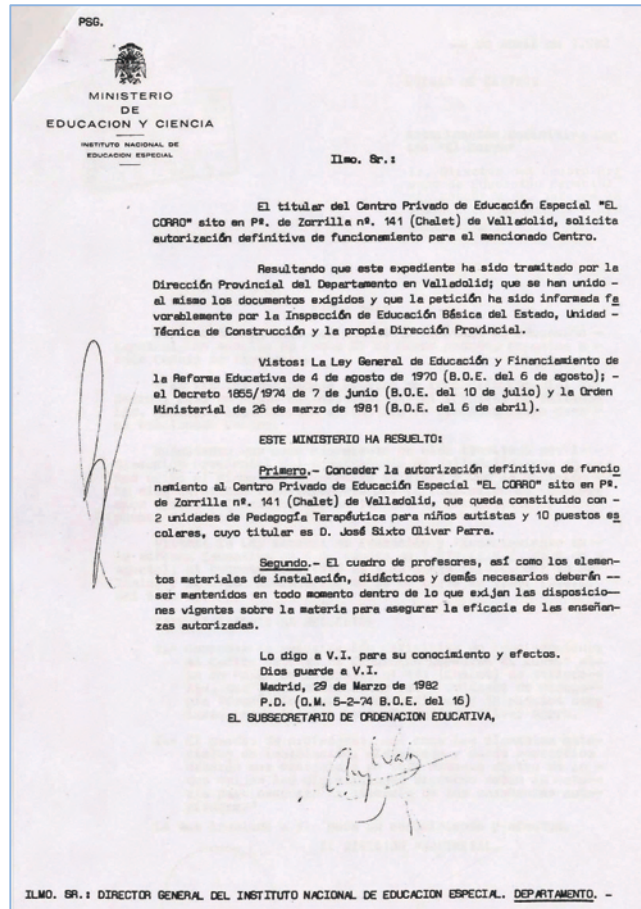 PSG.
MINISTERIO
DE
EDUCACION Y CIENCIA
INSTITUTO NACIONAL DE
EDUCACION ESPECIAL
Ilmo. Sr.:
El titular del Centro Privado de Educación Especial "EL
CORRO" sito en Pº. de Zorrilla nº. 141 (Chalet) de Valladolid, solicita
autorización definitiva de funcionamiento para el mencionado Centro.
Resultando que este expediente ha sido tramitado por la
Dirección Provincial del Departamento en Valladolid; que se han unido -
al mismo los documentos exigidos y que la petición ha sido informada fa
vorablemente por la Inspección de Educación Básica del Estado, Unidad -
Técnica de Construcción y la propia Dirección Provincial.
Vistos: La Ley General de Educación y Financiamiento de
la Reforma Educativa de 4 de agosto de 1970 (B.O.E. del 6 de agosto); -
el Decreto 1855/1974 de 7 de junio (B.O.E. del 10 de julio) y la Orden
Ministerial de 26 de marzo de 1981 (B.O.E. del 6 de abril).
ESTE MINISTERIO HA RESUELTO:
Primero.- Conceder la autorización definitiva de funcio
namiento al Centro Privado de Educación Especial "EL CORRO" sito en Pº.
de Zorrilla nº. 141 (Chalet) de Valladolid, que queda constituido con -
2 unidades de Pedagogía Terapéutica para niños autistas y 10 puestos es
colares, cuyo titular es D. José Sixto Olivar Parra.
Segundo.- El cuadro de profesores, así como los elemen-
tos materiales de instalación, didácticos y demás necesarios deberán --
ser mantenidos en todo momento dentro de lo que exijan las disposicio-
nes vigentes sobre la materia para asegurar la eficacia de las enseñan-
zas autorizadas.
Lo digo a V.I. para su conocimiento y efectos.
Dios guarde a V.I.
Madrid, 29 de Marzo de 1982
P.D. (O.M. 5-2-74 B.O.E. del 16)
EL SUBSECRETARIO DE ORDENACION EDUCATIVA,
ILMO. SR.: DIRECTOR GENERAL DEL INSTITUTO NACIONAL DE EDUCACION ESPECIAL. DEPARTAMENTO. -